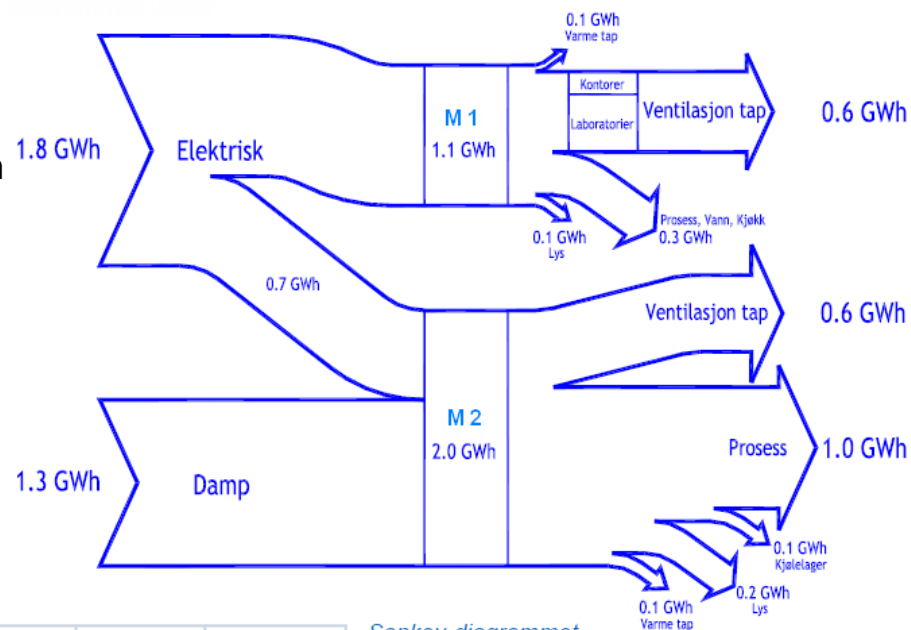 0.1 GWh
Varme tap
1.8 GWh
Elektrisk
M 1
1.1 GWh
Kontorer
Laboratorier
Ventilasjon tap
0.6 GWh
Prosess, Vann, Kjøkk
0.3 GWh
0.1 GWh
Lys
0.7 GWh
Ventilasjon tap
0.6 GWh
M 2
2.0 GWh
Prosess
1.0 GWh
1.3 GWh
Damp
0.1 GWh
Kjølelager
0.2 GWh
Lys
0.1 GWh
Varme tap